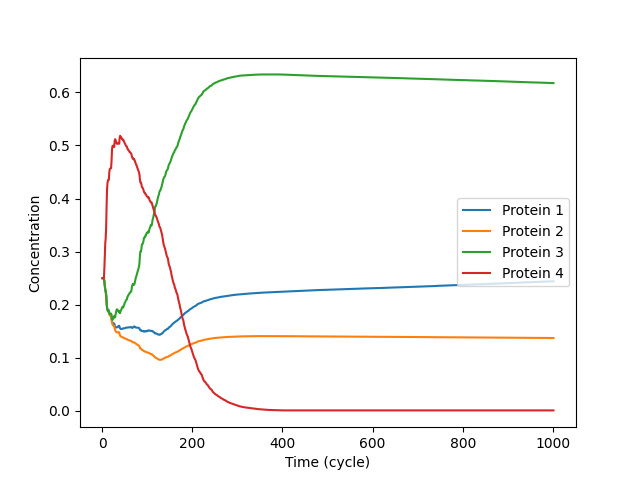 0.6
0.5
0.4
0.3
0.2
0.1
0.0
Concentration
Protein 1
Protein 2
Protein 3
Protein 4
0 200 400 600 800 1000
Time (cycle)